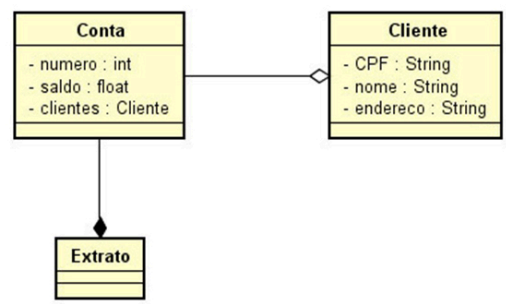 Conta
- numero : int
- saldo : float
- clientes : Cliente
Cliente
- CPF : String
- nome : String
- endereco : String
Extrato